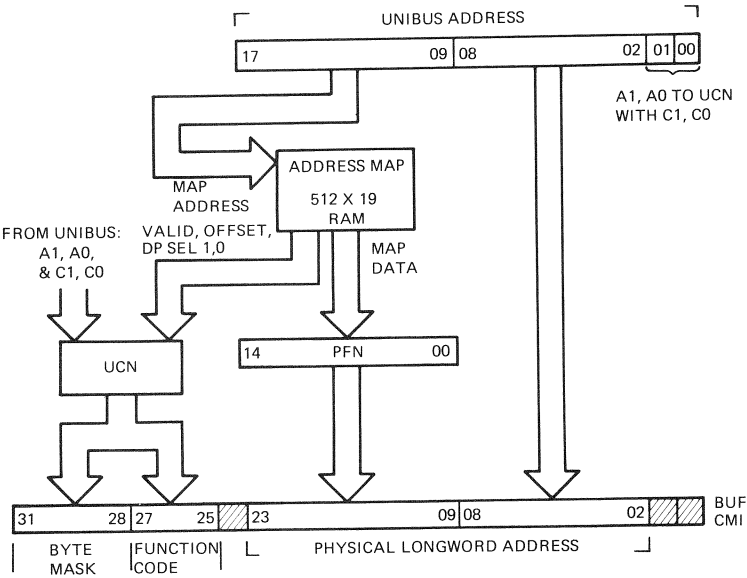 UNIBUS ADDRESS
17 09 08 02 01 00
A1, A0 TO UCN
WITH C1, C0
ADDRESS MAP
512 X 19
RAM
MAP
ADDRESS
FROM UNIBUS:
A1, A0,
& C1, C0
VALID, OFFSET,
DP SEL 1,0
MAP
DATA
UCN
14 PFN 00
31 28 27 25 23 09 08 02
BUF
CMI
BYTE
MASK
FUNCTION
CODE
PHYSICAL LONGWORD ADDRESS